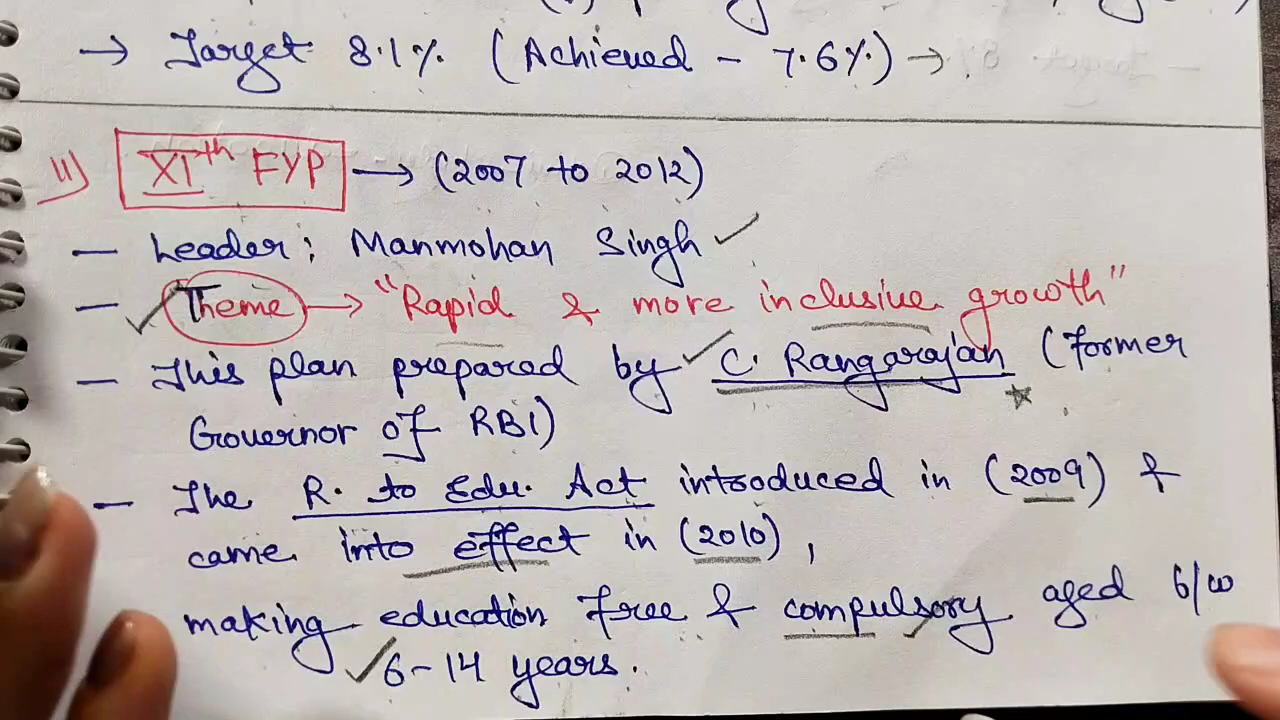 → Target 8.1% (Achieved - 7.6%) →
11) XIth FYP → (2007 to 2012)
— Leader: Manmohan Singh ✓
— ✓ Theme → "Rapid & more inclusive growth"
— This plan prepared by ✓ C. Rangarajan (former
Governor of RBI)
— The R. to Edu. Act introduced in (2009) &
came into effect in (2010),
making education free & compulsory aged b/w
✓ 6-14 years.